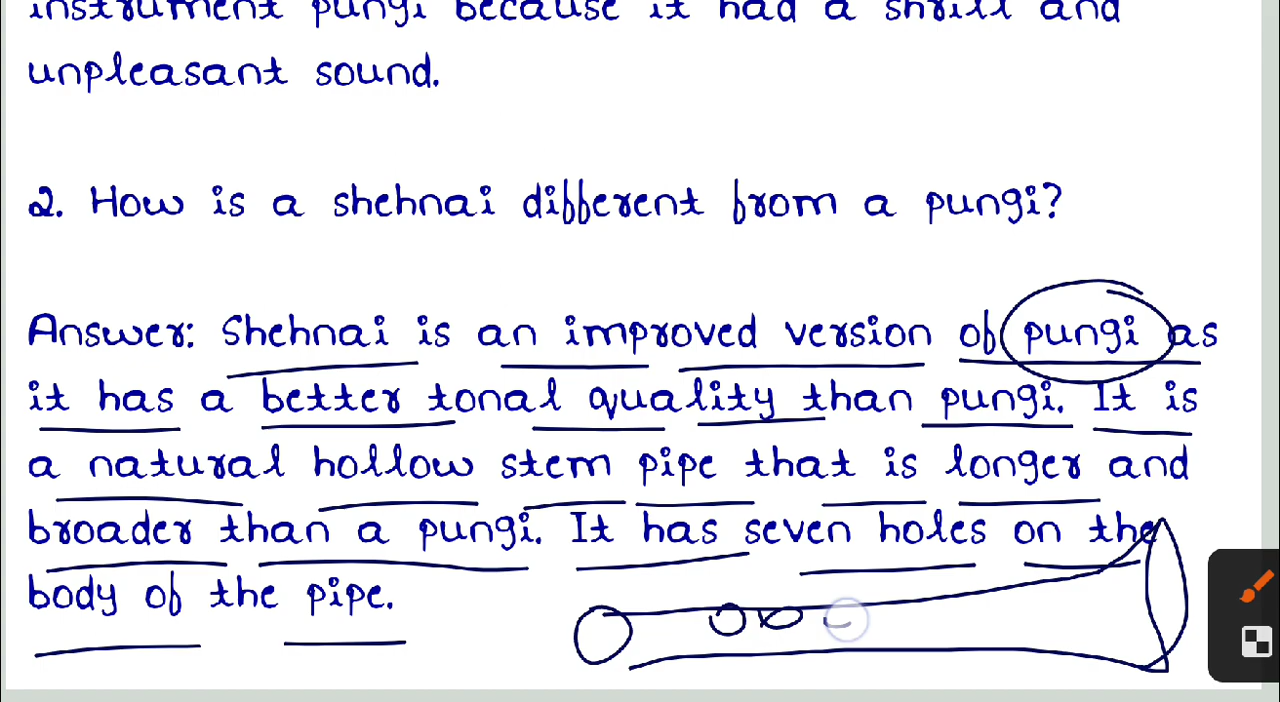 instrument pungi because it had a shrill and
unpleasant sound.
2. How is a shehnai different from a pungi?
Answer: Shehnai is an improved version of pungi as
it has a better tonal quality than pungi. It is
a natural hollow stem pipe that is longer and
broader than a pungi. It has seven holes on the
body of the pipe.